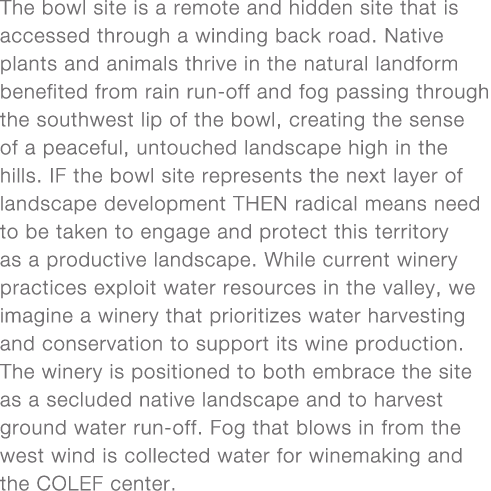 The bowl site is a remote and hidden site that is
accessed through a winding back road. Native
plants and animals thrive in the natural landform
benefited from rain run-off and fog passing through
the southwest lip of the bowl, creating the sense
of a peaceful, untouched landscape high in the
hills. IF the bowl site represents the next layer of
landscape development THEN radical means need
to be taken to engage and protect this territory
as a productive landscape. While current winery
practices exploit water resources in the valley, we
imagine a winery that prioritizes water harvesting
and conservation to support its wine production.
The winery is positioned to both embrace the site
as a secluded native landscape and to harvest
ground water run-off. Fog that blows in from the
west wind is collected water for winemaking and
the COLEF center.